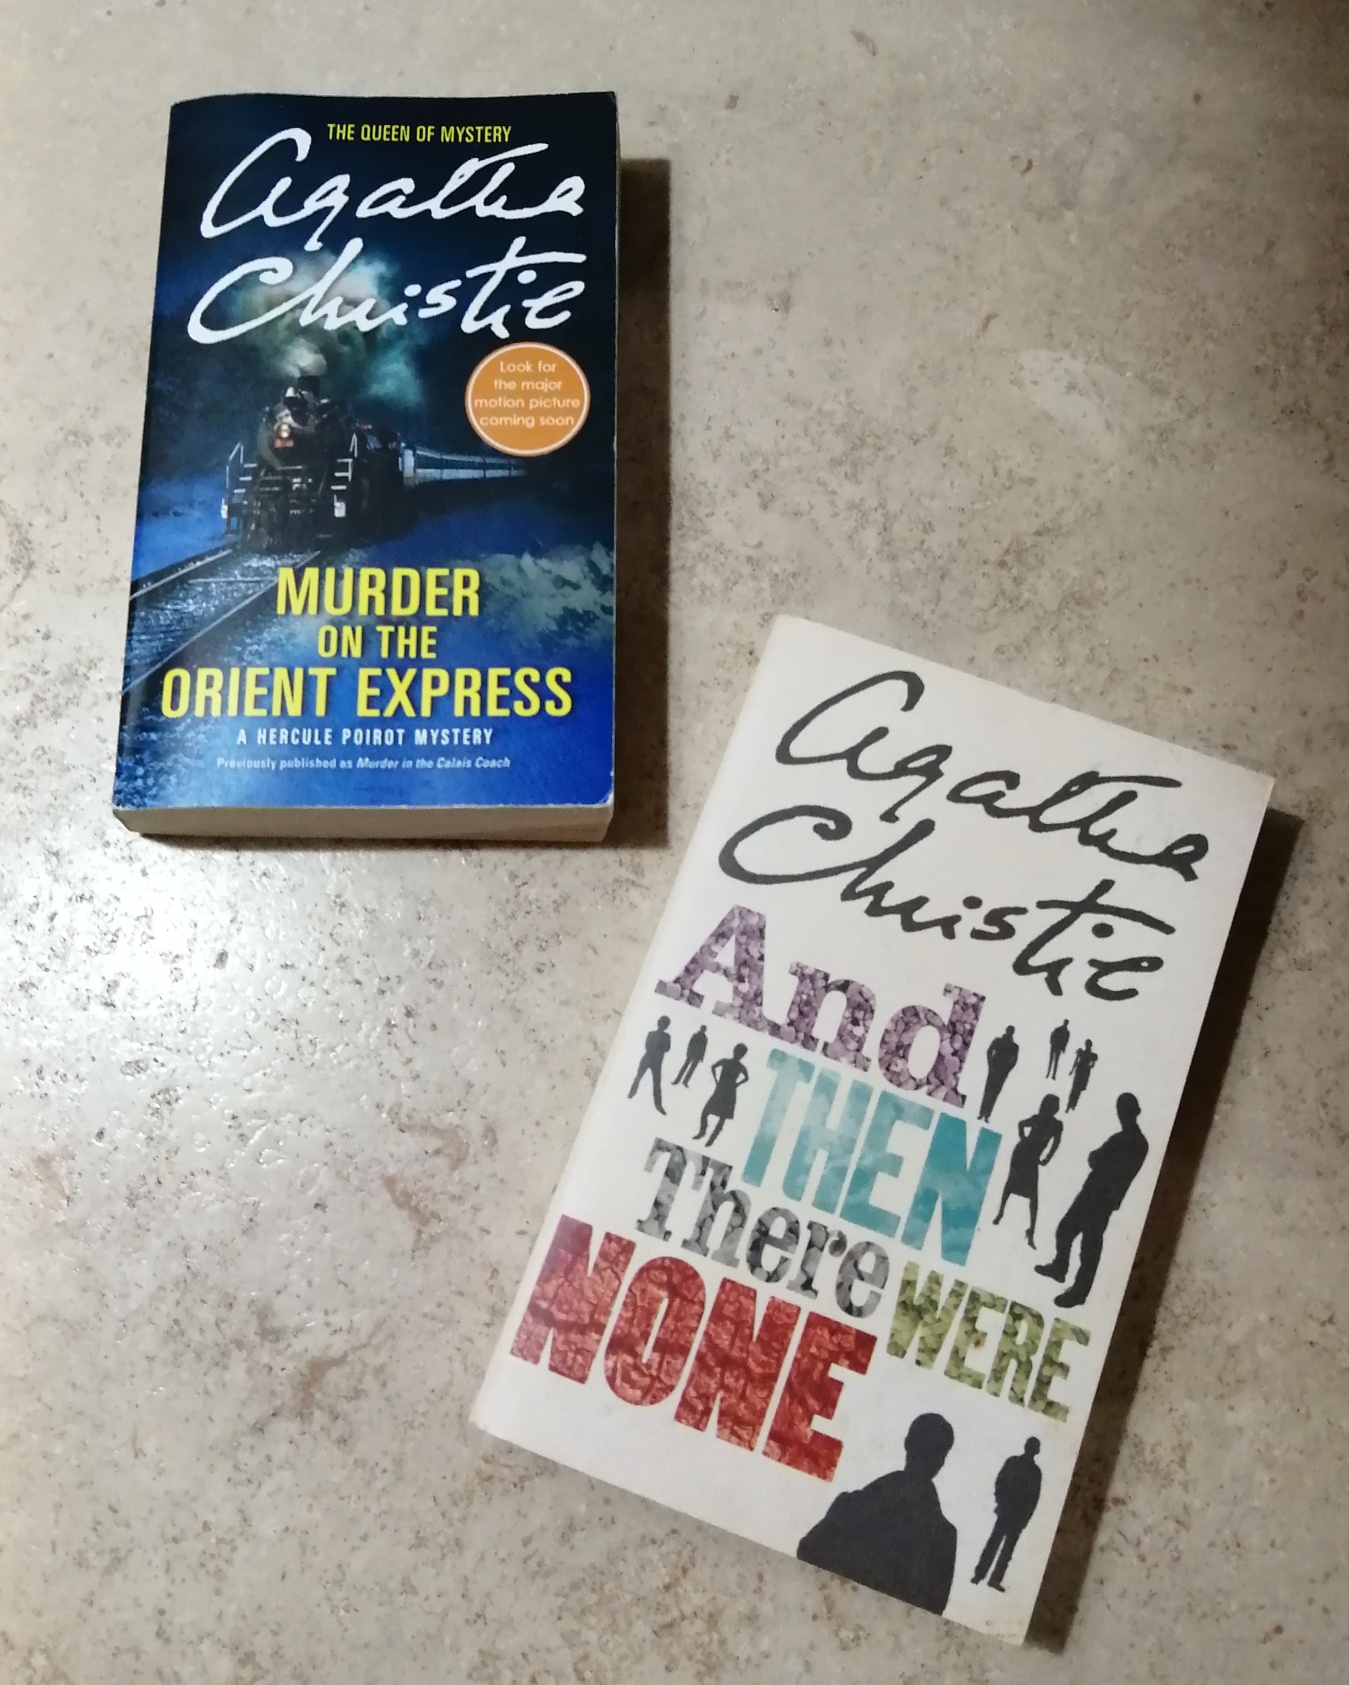 THE QUEEN OF MYSTERY
Agatha
Christie
Look for
the major
motion picture
coming soon
MURDER
ON THE
ORIENT EXPRESS
A HERCULE POIROT MYSTERY
Previously published as Murder in the Calais Coach
Agatha
Christie
And
THEN
There
WERE
NONE